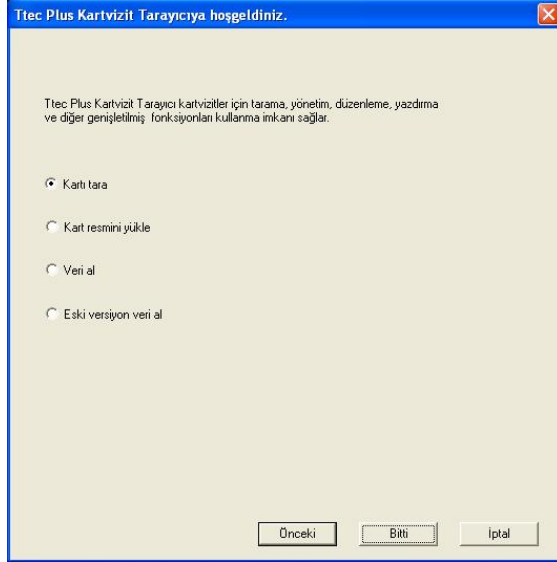 Ttec Plus Kartvizit Tarayıcıya hoşgeldiniz.
Ttec Plus Kartvizit Tarayıcı kartvizitler için tarama, yönetim, düzenleme, yazdırma
ve diğer genişletilmiş fonksiyonları kullanma imkanı sağlar.
Kartı tara
Kart resmini yükle
Veri al
Eski versiyon veri al
Önceki Bitti İptal